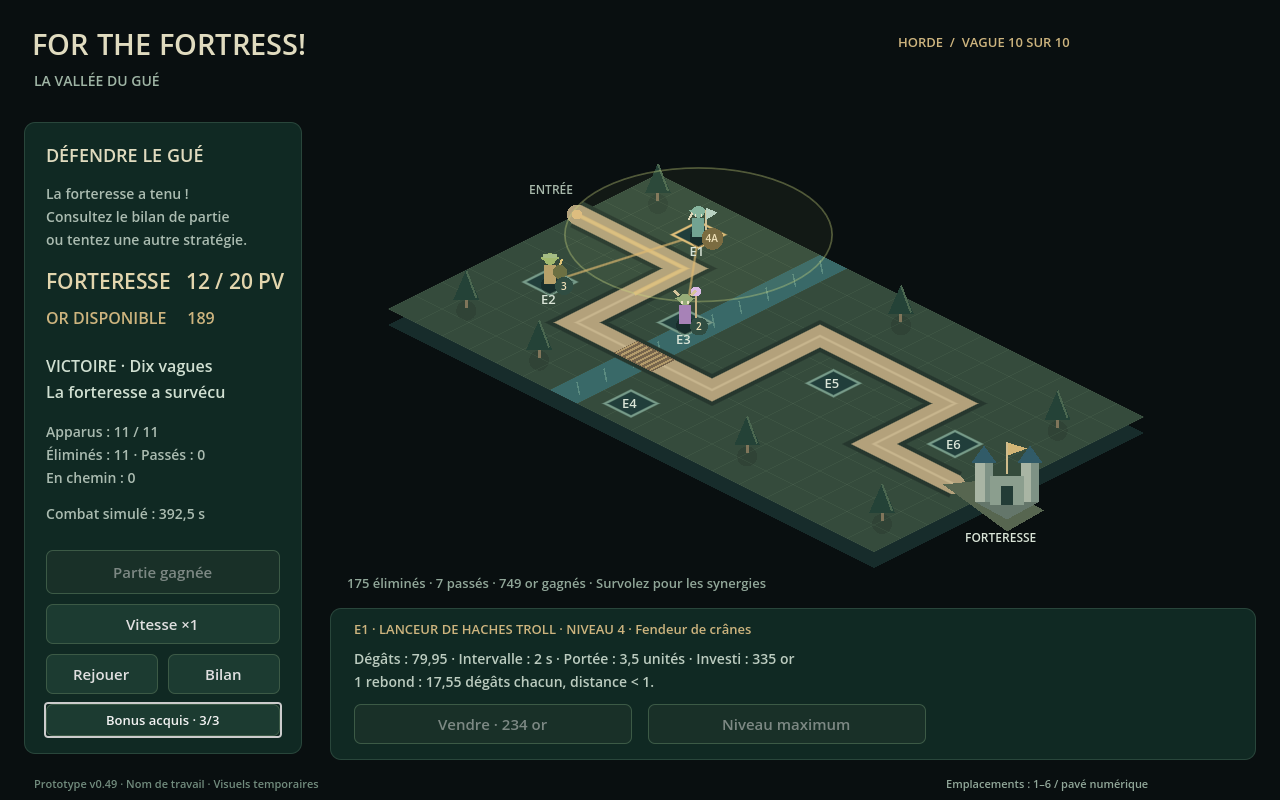 FOR THE FORTRESS!
HORDE / VAGUE 10 SUR 10
LA VALLÉE DU GUÉ
DÉFENDRE LE GUÉ
La forteresse a tenu !
Consultez le bilan de partie
ou tentez une autre stratégie.
FORTERESSE 12 / 20 PV
OR DISPONIBLE 189
VICTOIRE · Dix vagues
La forteresse a survécu
Apparus : 11 / 11
Éliminés : 11 · Passés : 0
En chemin : 0
Combat simulé : 392,5 s
Partie gagnée
Vitesse ×1
Rejouer
Bilan
Bonus acquis · 3/3
ENTRÉE
4A
E1
3
E2
2
E3
E4
E5
E6
FORTERESSE
175 éliminés · 7 passés · 749 or gagnés · Survolez pour les synergies
E1 · LANCEUR DE HACHES TROLL · NIVEAU 4 · Fendeur de crânes
Dégâts : 79,95 · Intervalle : 2 s · Portée : 3,5 unités · Investi : 335 or
1 rebond : 17,55 dégâts chacun, distance < 1.
Vendre · 234 or
Niveau maximum
Prototype v0.49 · Nom de travail · Visuels temporaires
Emplacements : 1–6 / pavé numérique